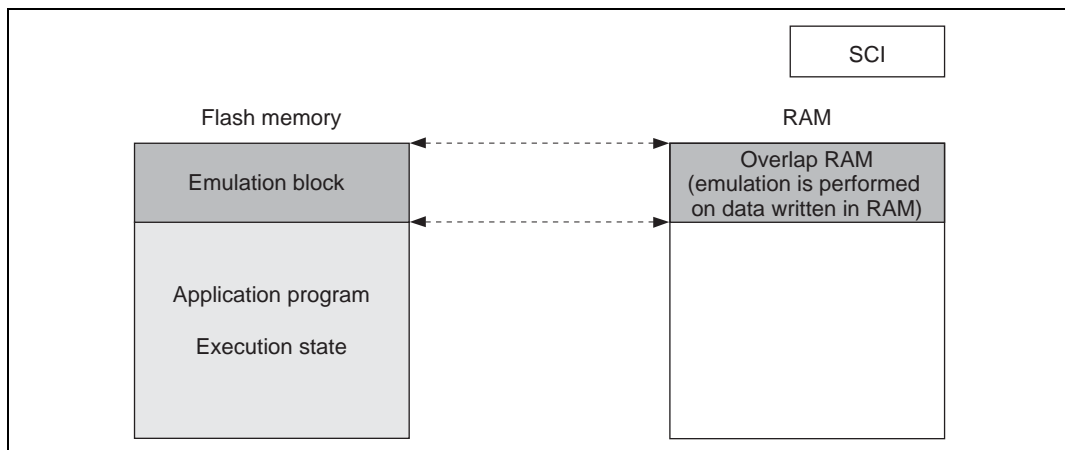 SCI
Flash memory
RAM
Emulation block
Overlap RAM
(emulation is performed
on data written in RAM)
Application program
Execution state